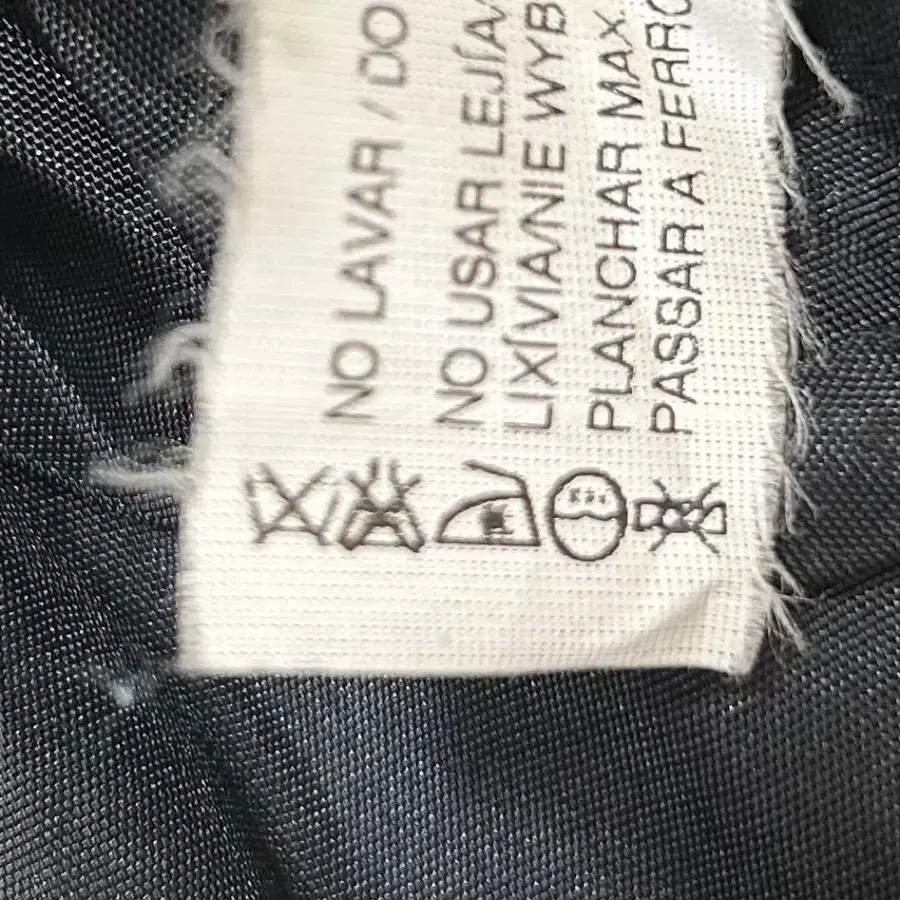 NO LAVAR / DO
NO USAR LEJÍA
LIXÍVIA/NIE WYB
PLANCHAR MAX.
PASSAR A FERRO